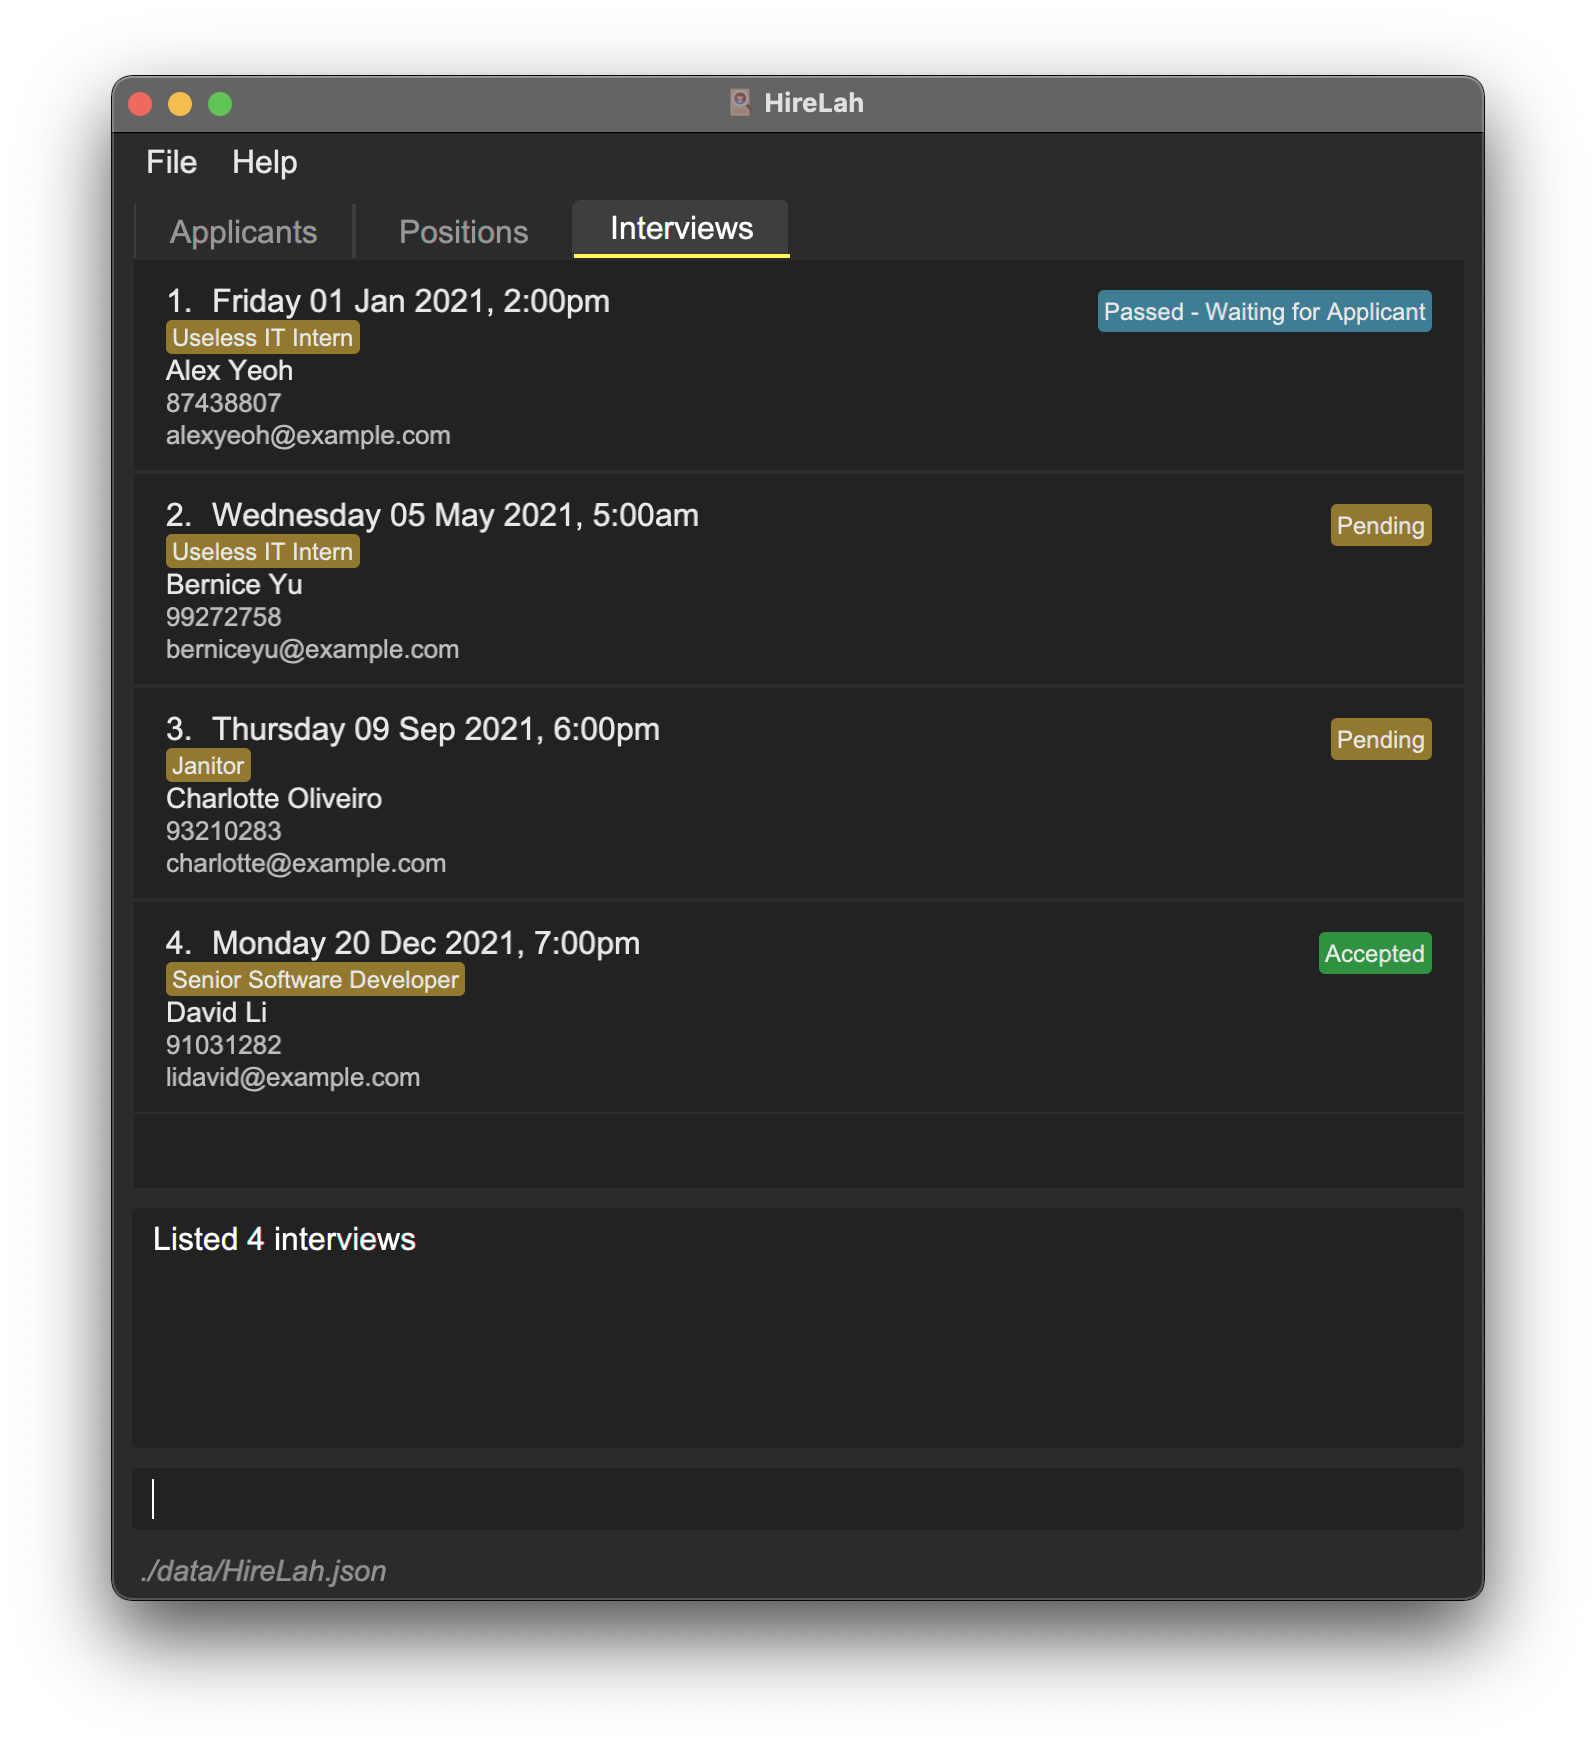 HireLah
File Help
Applicants Positions Interviews
1. Friday 01 Jan 2021, 2:00pm
Passed - Waiting for Applicant
Useless IT Intern
Alex Yeoh
87438807
alexyeoh@example.com
2. Wednesday 05 May 2021, 5:00am
Pending
Useless IT Intern
Bernice Yu
99272758
berniceyu@example.com
3. Thursday 09 Sep 2021, 6:00pm
Pending
Janitor
Charlotte Oliveiro
93210283
charlotte@example.com
4. Monday 20 Dec 2021, 7:00pm
Accepted
Senior Software Developer
David Li
91031282
lidavid@example.com
Listed 4 interviews
./data/HireLah.json